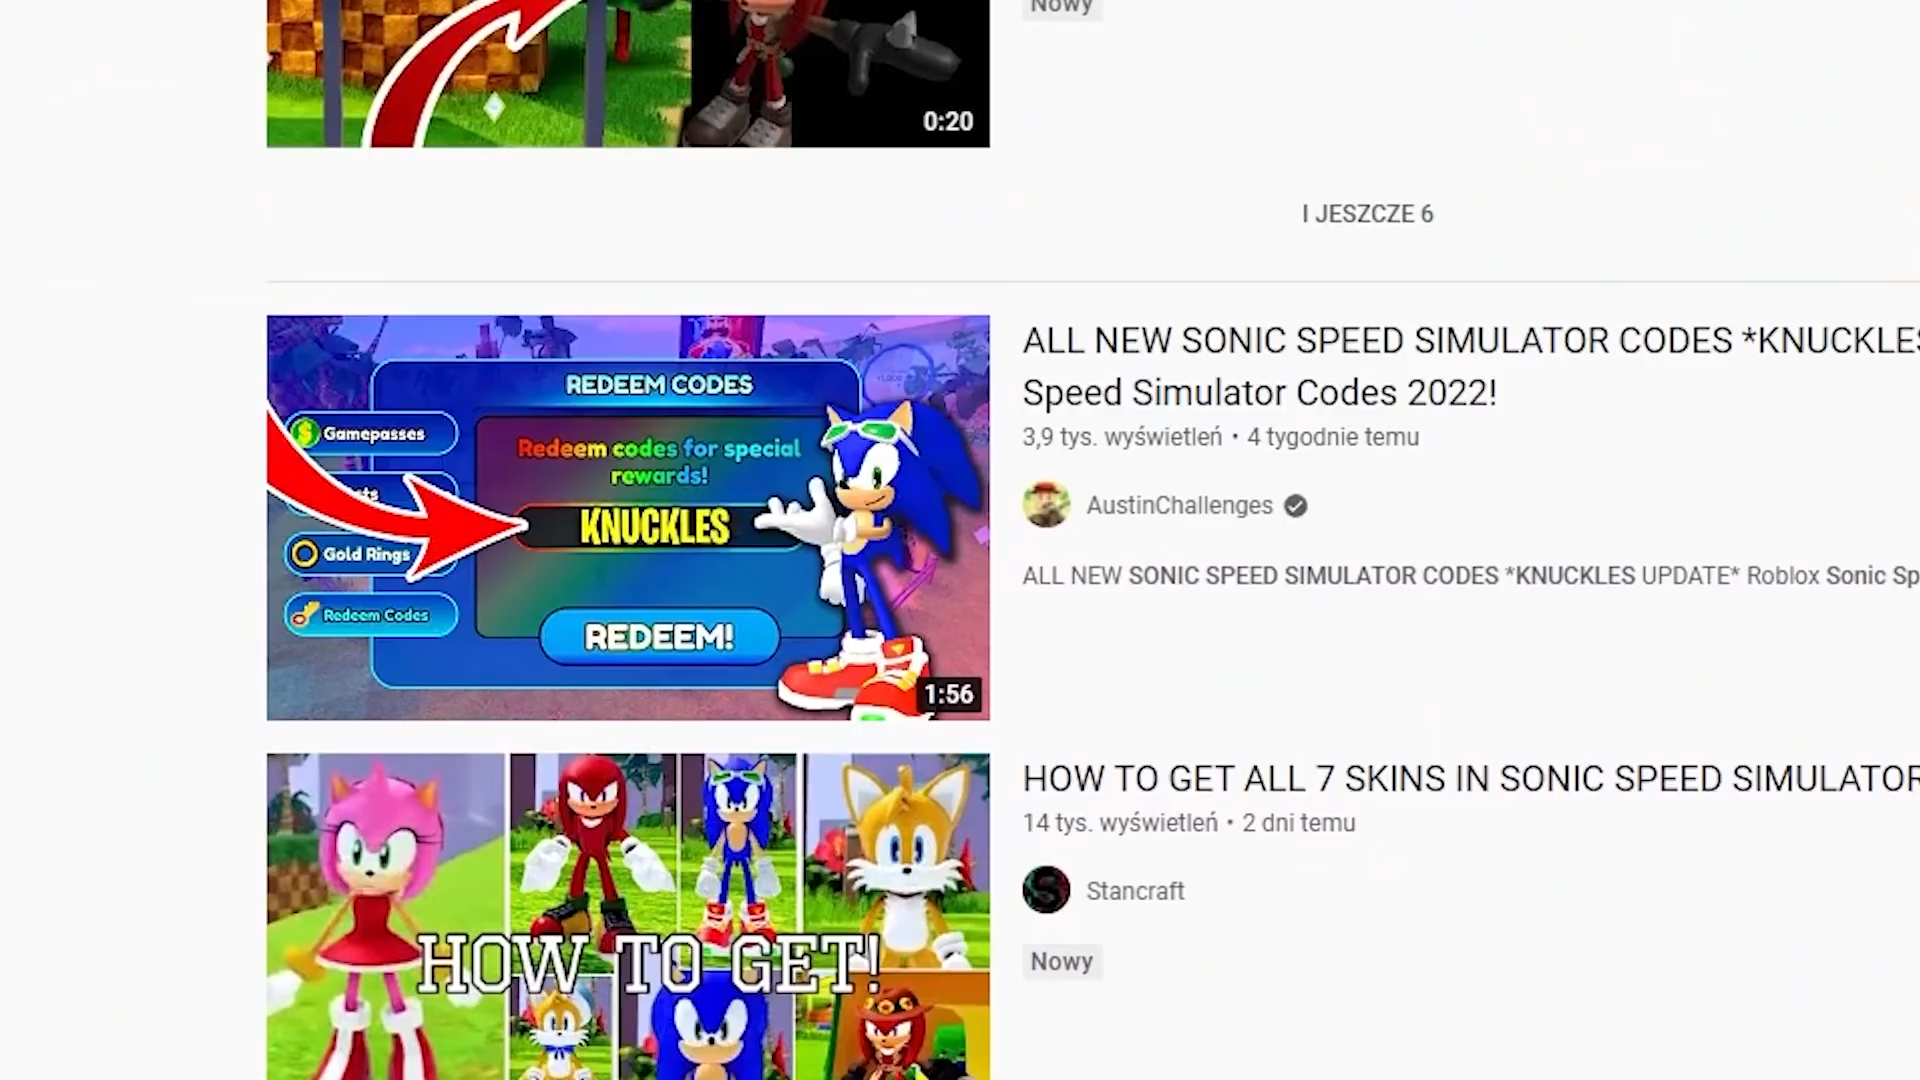 Nowy
0:20
I JESZCZE 6
REDEEM CODES
Gamepasses
Redeem codes for special
rewards!
KNUCKLES
Gold Rings
Redeem Codes
REDEEM!
1:56
ALL NEW SONIC SPEED SIMULATOR CODES *KNUCKLES
Speed Simulator Codes 2022!
3,9 tys. wyświetleń • 4 tygodnie temu
AustinChallenges
ALL NEW SONIC SPEED SIMULATOR CODES *KNUCKLES UPDATE* Roblox Sonic Sp
HOW TO GET!
HOW TO GET ALL 7 SKINS IN SONIC SPEED SIMULATOR
14 tys. wyświetleń • 2 dni temu
Stancraft
Nowy